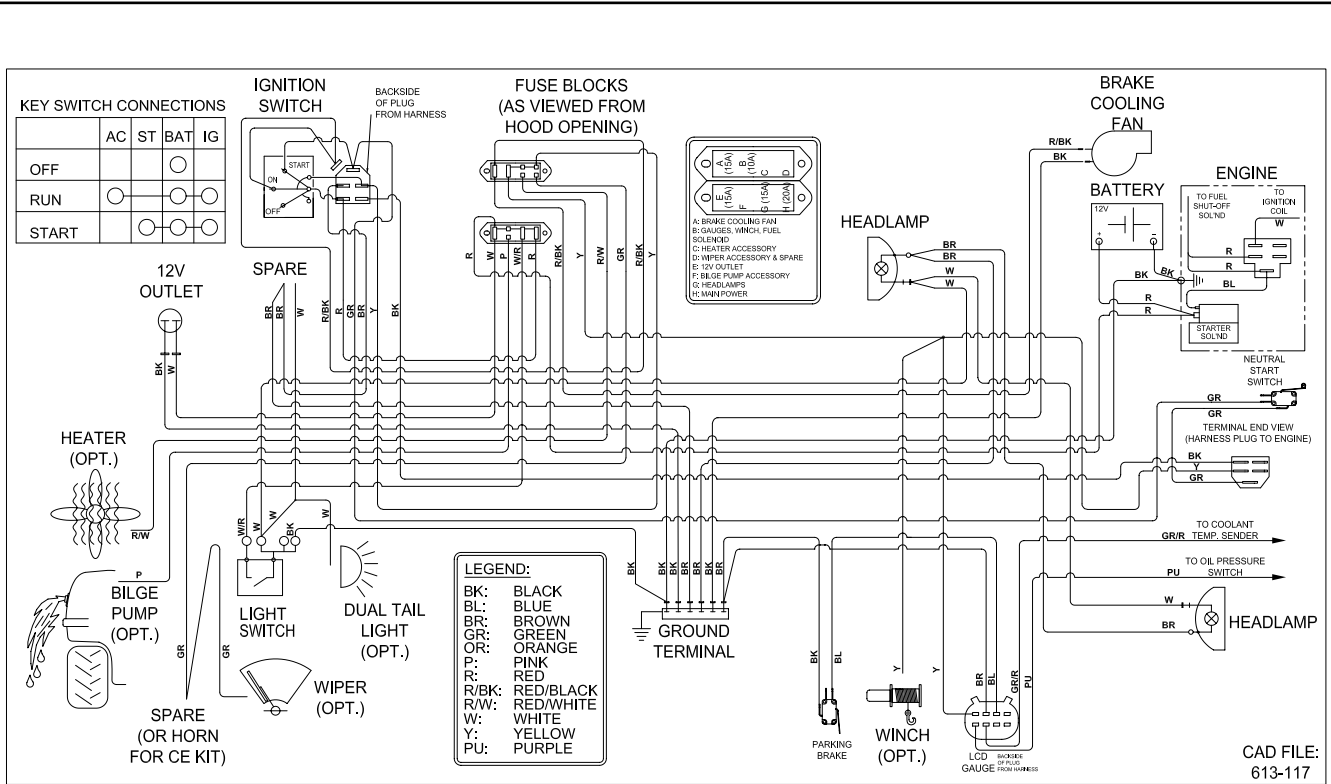 KEY SWITCH CONNECTIONS
AC ST BAT IG
OFF
RUN
START
IGNITION
SWITCH
BACKSIDE
OF PLUG
FROM HARNESS
START
ON
OFF
FUSE BLOCKS
(AS VIEWED FROM
HOOD OPENING)
A
(15A)
B
(10A)
C
D
E
(15A)
F
G (15A)
H (20A)
A: BRAKE COOLING FAN
B: GAUGES, WINCH, FUEL
SOLENOID
C: HEATER ACCESSORY
D: WIPER ACCESSORY & SPARE
E: 12V OUTLET
F: BILGE PUMP ACCESSORY
G: HEADLAMPS
H: MAIN POWER
BRAKE
COOLING
FAN
R/BK
BK
BATTERY
12V
+
-
ENGINE
TO FUEL
SHUT-OFF
SOL'ND
TO
IGNITION
COIL
W
R
R
BL
BK
BK
R
R
STARTER
SOL'ND
HEADLAMP
BR
BR
W
W
NEUTRAL
START
SWITCH
GR
GR
TERMINAL END VIEW
(HARNESS PLUG TO ENGINE)
BK
Y
GR
12V
OUTLET
BK
W
SPARE
BR
BR
W
R/BK
R
GR
BR
Y
BK
R
W
P
W/R
R
R/BK
Y
R/W
GR
R/BK
Y
HEATER
(OPT.)
R/W
P
BILGE
PUMP
(OPT.)
GR
GR
SPARE
(OR HORN
FOR CE KIT)
WIPER
(OPT.)
W/R
W
W
BK
W
LIGHT
SWITCH
DUAL TAIL
LIGHT
(OPT.)
LEGEND:
BK: BLACK
BL: BLUE
BR: BROWN
GR: GREEN
OR: ORANGE
P: PINK
R: RED
R/BK: RED/BLACK
R/W: RED/WHITE
W: WHITE
Y: YELLOW
PU: PURPLE
BK
BK
BK
BR
BR
BK
BR
GROUND
TERMINAL
BK
BL
PARKING
BRAKE
Y
WINCH
(OPT.)
Y
BR
BL
GR/R
PU
LCD
GAUGE
BACKSIDE
OF PLUG
FROM HARNESS
TO COOLANT
GR/R TEMP. SENDER
TO OIL PRESSURE
PU SWITCH
W
BR
HEADLAMP
CAD FILE:
613-117